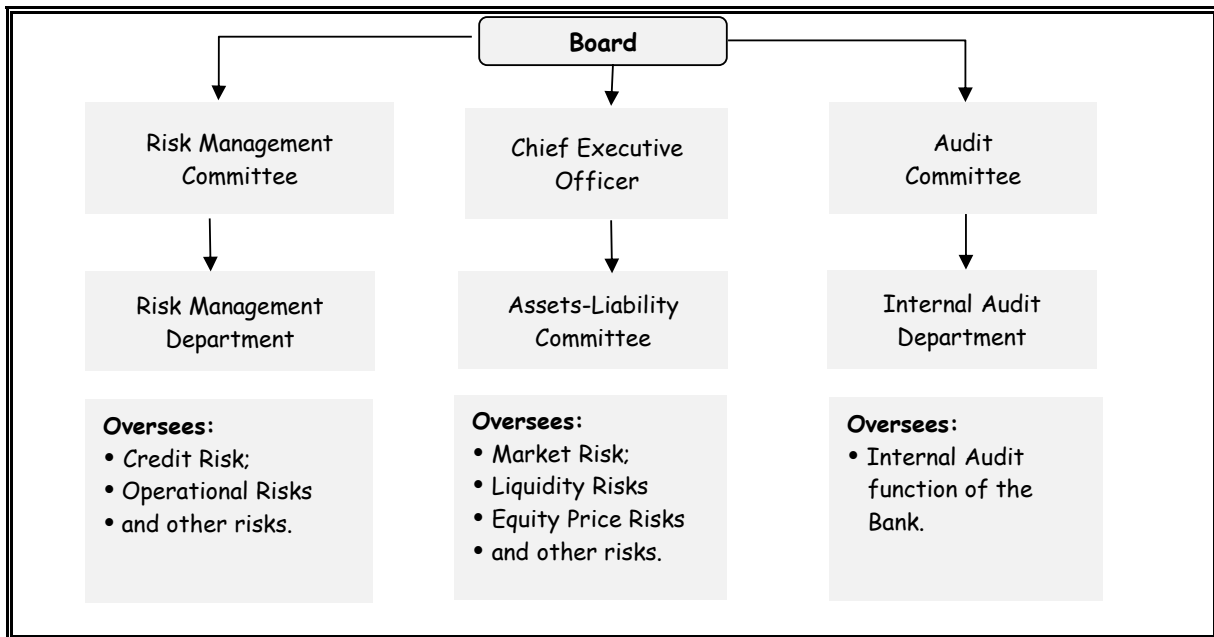 Board
Risk Management
Committee
Chief Executive
Officer
Audit
Committee
Risk Management
Department
Assets-Liability
Committee
Internal Audit
Department
Oversees:
• Credit Risk;
• Operational Risks
• and other risks.
Oversees:
• Market Risk;
• Liquidity Risks
• Equity Price Risks
• and other risks.
Oversees:
• Internal Audit
function of the
Bank.